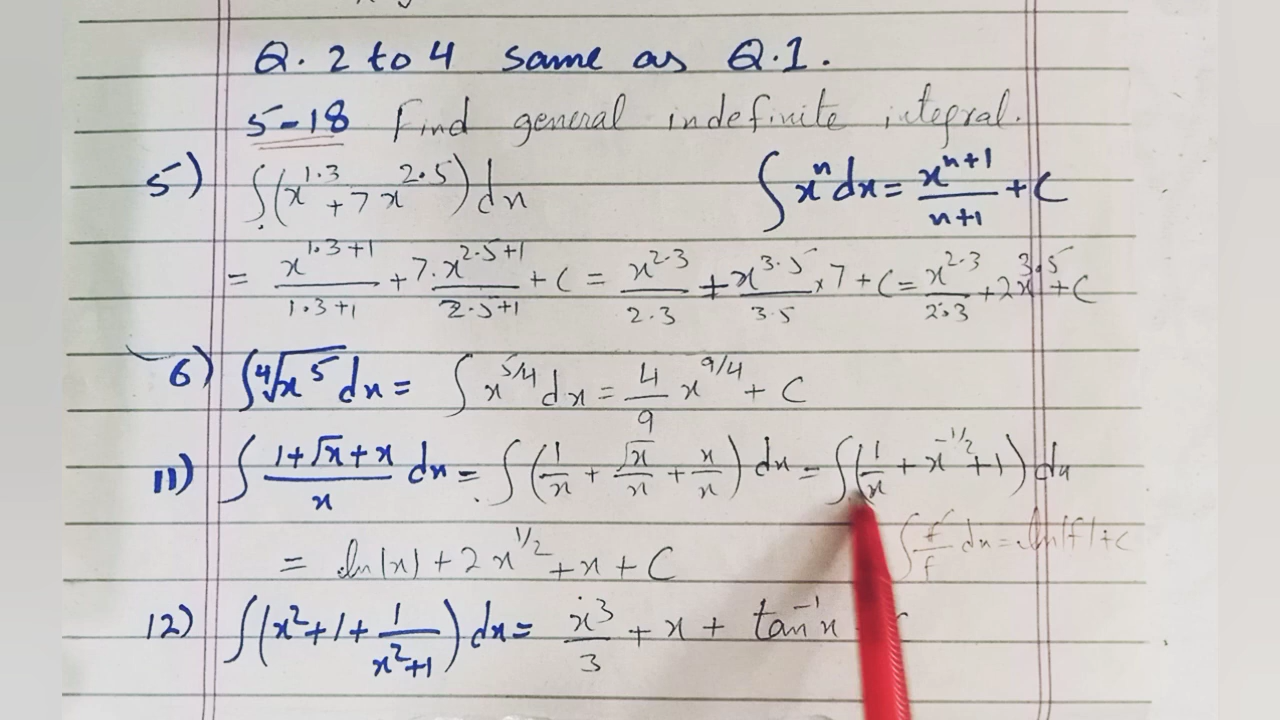 Q. 2 to 4 same as Q.1.
5-18 Find general indefinite integral.
5) ∫(x^1.3 + 7x^2.5) dx ∫x^n dx = x^(n+1)/(n+1) + C
= x^(1.3+1)/(1.3+1) + 7.x^(2.5+1)/(2.5+1) + C = x^2.3/2.3 + x^3.5/3.5 × 7 + C = x^2.3/2.3 + 2x^3.5 + C
6) ∫⁴√x^5 dx = ∫x^(5/4) dx = 4/9 x^(9/4) + C
11) ∫ (1+√x+x)/x dx = ∫(1/x + √x/x + x/x) dx = ∫(1/x + x^(-1/2) + 1) dx
∫ f'/f dx = ln|f| + C
= ln|x| + 2x^(1/2) + x + C
12) ∫(x² + 1 + 1/(x²+1)) dx = x³/3 + x + tan⁻¹x